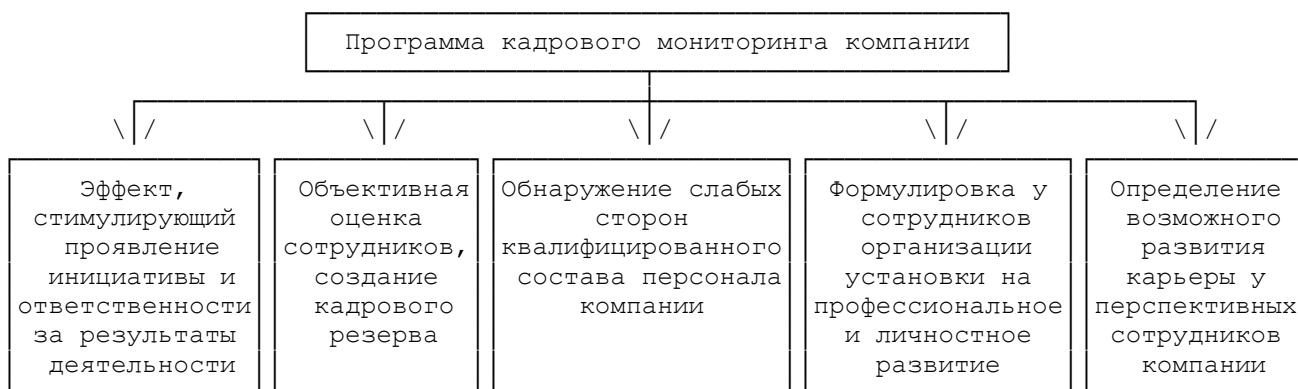 Программа кадрового мониторинга компании
Эффект,
стимулирующий
проявление
инициативы и
ответственности
за результаты
деятельности
Объективная
оценка
сотрудников,
создание
кадрового
резерва
Обнаружение слабых
сторон
квалифицированного
состава персонала
компании
Формулировка у
сотрудников
организации
установки на
профессиональное
и личностное
развитие
Определение
возможного
развития
карьеры у
перспективных
сотрудников
компании